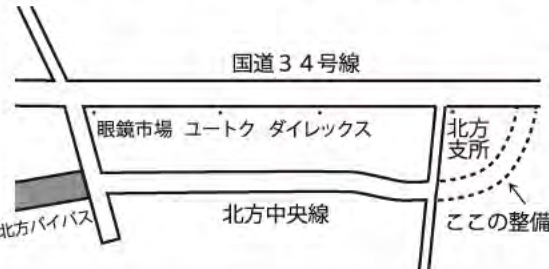 国道３４号線
眼鏡市場 ユートク ダイレックス
北方
支所
北方バイパス
北方中央線
ここの整備